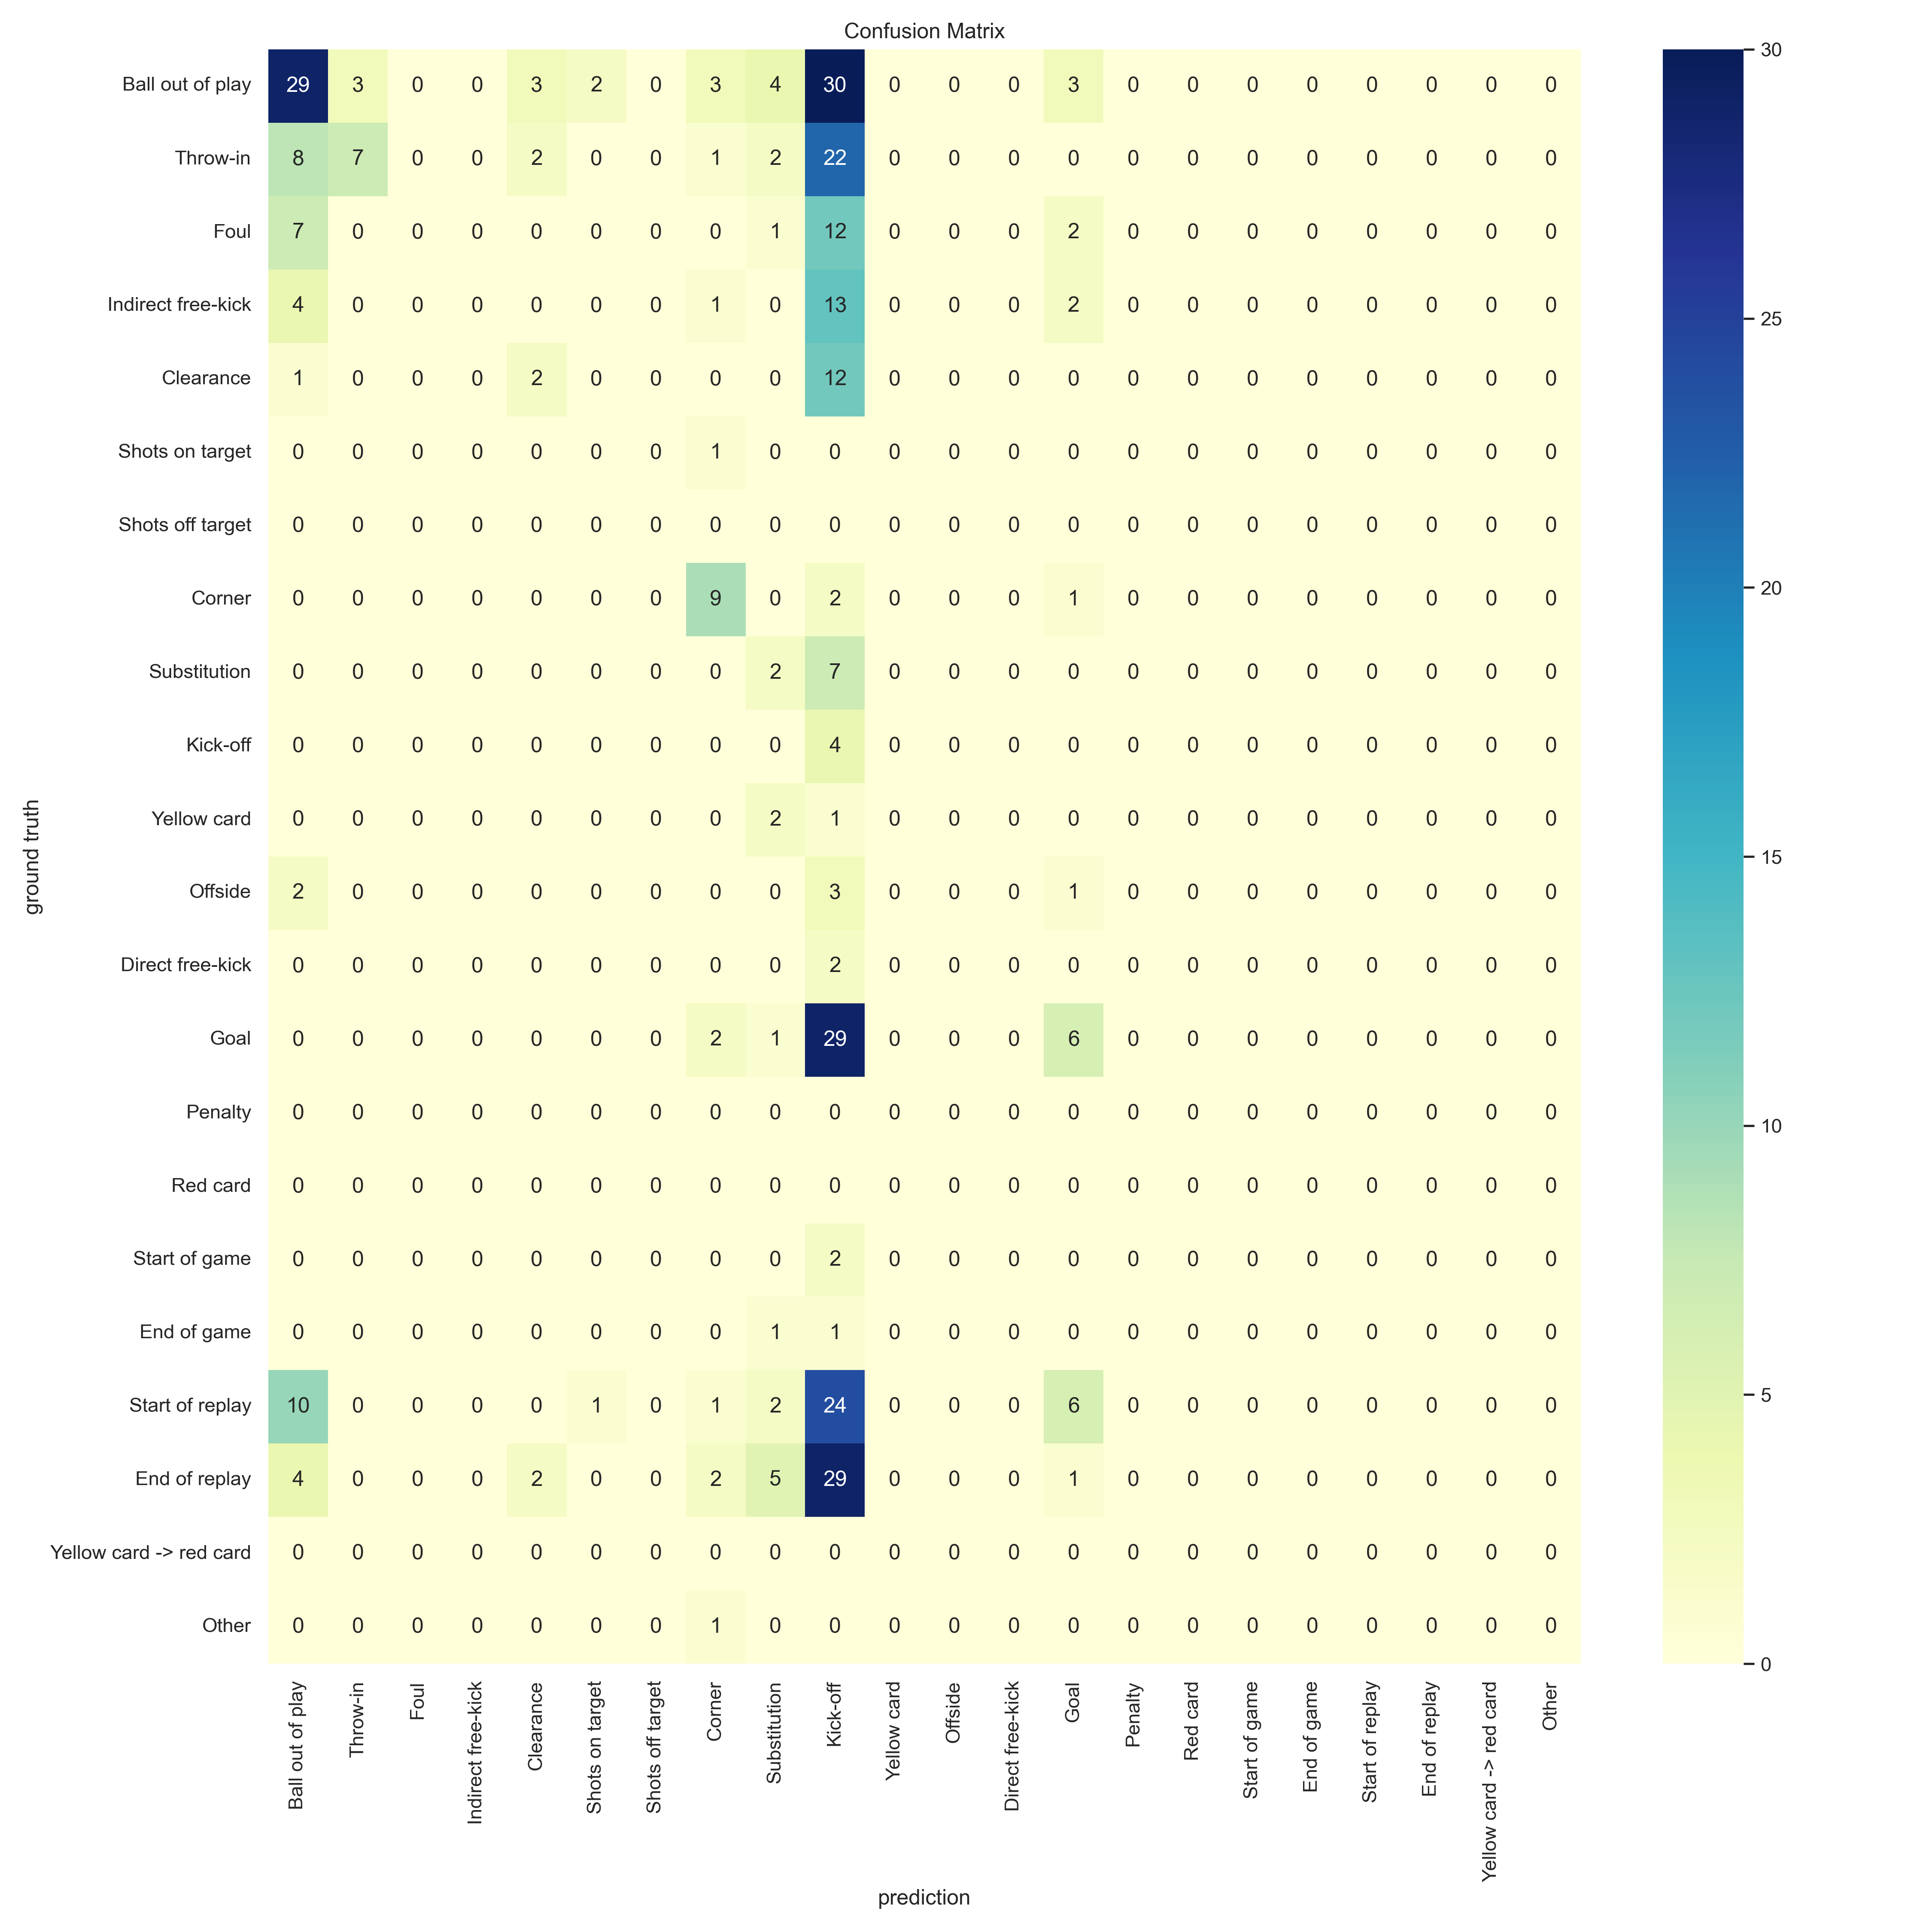 Confusion Matrix
Ball out of play 29 3 0 0 3 2 0 3 4 30 0 0 0 3 0 0 0 0 0 0 0 0
Throw-in 8 7 0 0 2 0 0 1 2 22 0 0 0 0 0 0 0 0 0 0 0 0
Foul 7 0 0 0 0 0 0 0 1 12 0 0 0 2 0 0 0 0 0 0 0 0
Indirect free-kick 4 0 0 0 0 0 0 1 0 13 0 0 0 2 0 0 0 0 0 0 0 0
Clearance 1 0 0 0 2 0 0 0 0 12 0 0 0 0 0 0 0 0 0 0 0 0
Shots on target 0 0 0 0 0 0 0 1 0 0 0 0 0 0 0 0 0 0 0 0 0 0
Shots off target 0 0 0 0 0 0 0 0 0 0 0 0 0 0 0 0 0 0 0 0 0 0
Corner 0 0 0 0 0 0 0 9 0 2 0 0 0 1 0 0 0 0 0 0 0 0
Substitution 0 0 0 0 0 0 0 0 2 7 0 0 0 0 0 0 0 0 0 0 0 0
Kick-off 0 0 0 0 0 0 0 0 0 4 0 0 0 0 0 0 0 0 0 0 0 0
Yellow card 0 0 0 0 0 0 0 0 2 1 0 0 0 0 0 0 0 0 0 0 0 0
Offside 2 0 0 0 0 0 0 0 0 3 0 0 0 1 0 0 0 0 0 0 0 0
Direct free-kick 0 0 0 0 0 0 0 0 0 2 0 0 0 0 0 0 0 0 0 0 0 0
Goal 0 0 0 0 0 0 0 2 1 29 0 0 0 6 0 0 0 0 0 0 0 0
Penalty 0 0 0 0 0 0 0 0 0 0 0 0 0 0 0 0 0 0 0 0 0 0
Red card 0 0 0 0 0 0 0 0 0 0 0 0 0 0 0 0 0 0 0 0 0 0
Start of game 0 0 0 0 0 0 0 0 0 2 0 0 0 0 0 0 0 0 0 0 0 0
End of game 0 0 0 0 0 0 0 0 1 1 0 0 0 0 0 0 0 0 0 0 0 0
Start of replay 10 0 0 0 0 1 0 1 2 24 0 0 0 6 0 0 0 0 0 0 0 0
End of replay 4 0 0 0 2 0 0 2 5 29 0 0 0 1 0 0 0 0 0 0 0 0
Yellow card -> red card 0 0 0 0 0 0 0 0 0 0 0 0 0 0 0 0 0 0 0 0 0 0
Other 0 0 0 0 0 0 0 1 0 0 0 0 0 0 0 0 0 0 0 0 0 0
ground truth
Ball out of play
Throw-in
Foul
Indirect free-kick
Clearance
Shots on target
Shots off target
Corner
Substitution
Kick-off
Yellow card
Offside
Direct free-kick
Goal
Penalty
Red card
Start of game
End of game
Start of replay
End of replay
Yellow card -> red card
Other
prediction
30
25
20
15
10
5
0